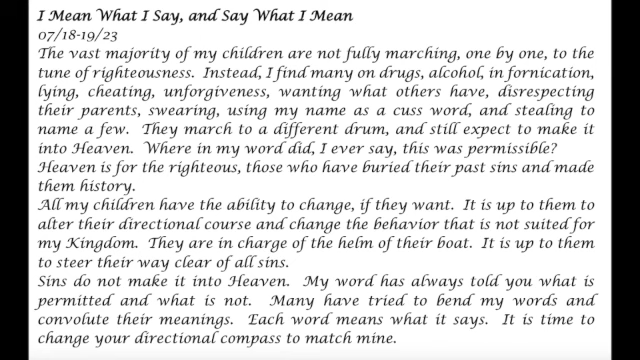 I Mean What I Say, and Say What I Mean
07/18-19/23
The vast majority of my children are not fully marching, one by one, to the
tune of righteousness. Instead, I find many on drugs, alcohol, in fornication,
lying, cheating, unforgiveness, wanting what others have, disrespecting
their parents, swearing, using my name as a cuss word, and stealing to
name a few. They march to a different drum, and still expect to make it
into Heaven. Where in my word did, I ever say, this was permissible?
Heaven is for the righteous, those who have buried their past sins and made
them history.
All my children have the ability to change, if they want. It is up to them to
alter their directional course and change the behavior that is not suited for
my Kingdom. They are in charge of the helm of their boat. It is up to them
to steer their way clear of all sins.
Sins do not make it into Heaven. My word has always told you what is
permitted and what is not. Many have tried to bend my words and
convolute their meanings. Each word means what it says. It is time to
change your directional compass to match mine.